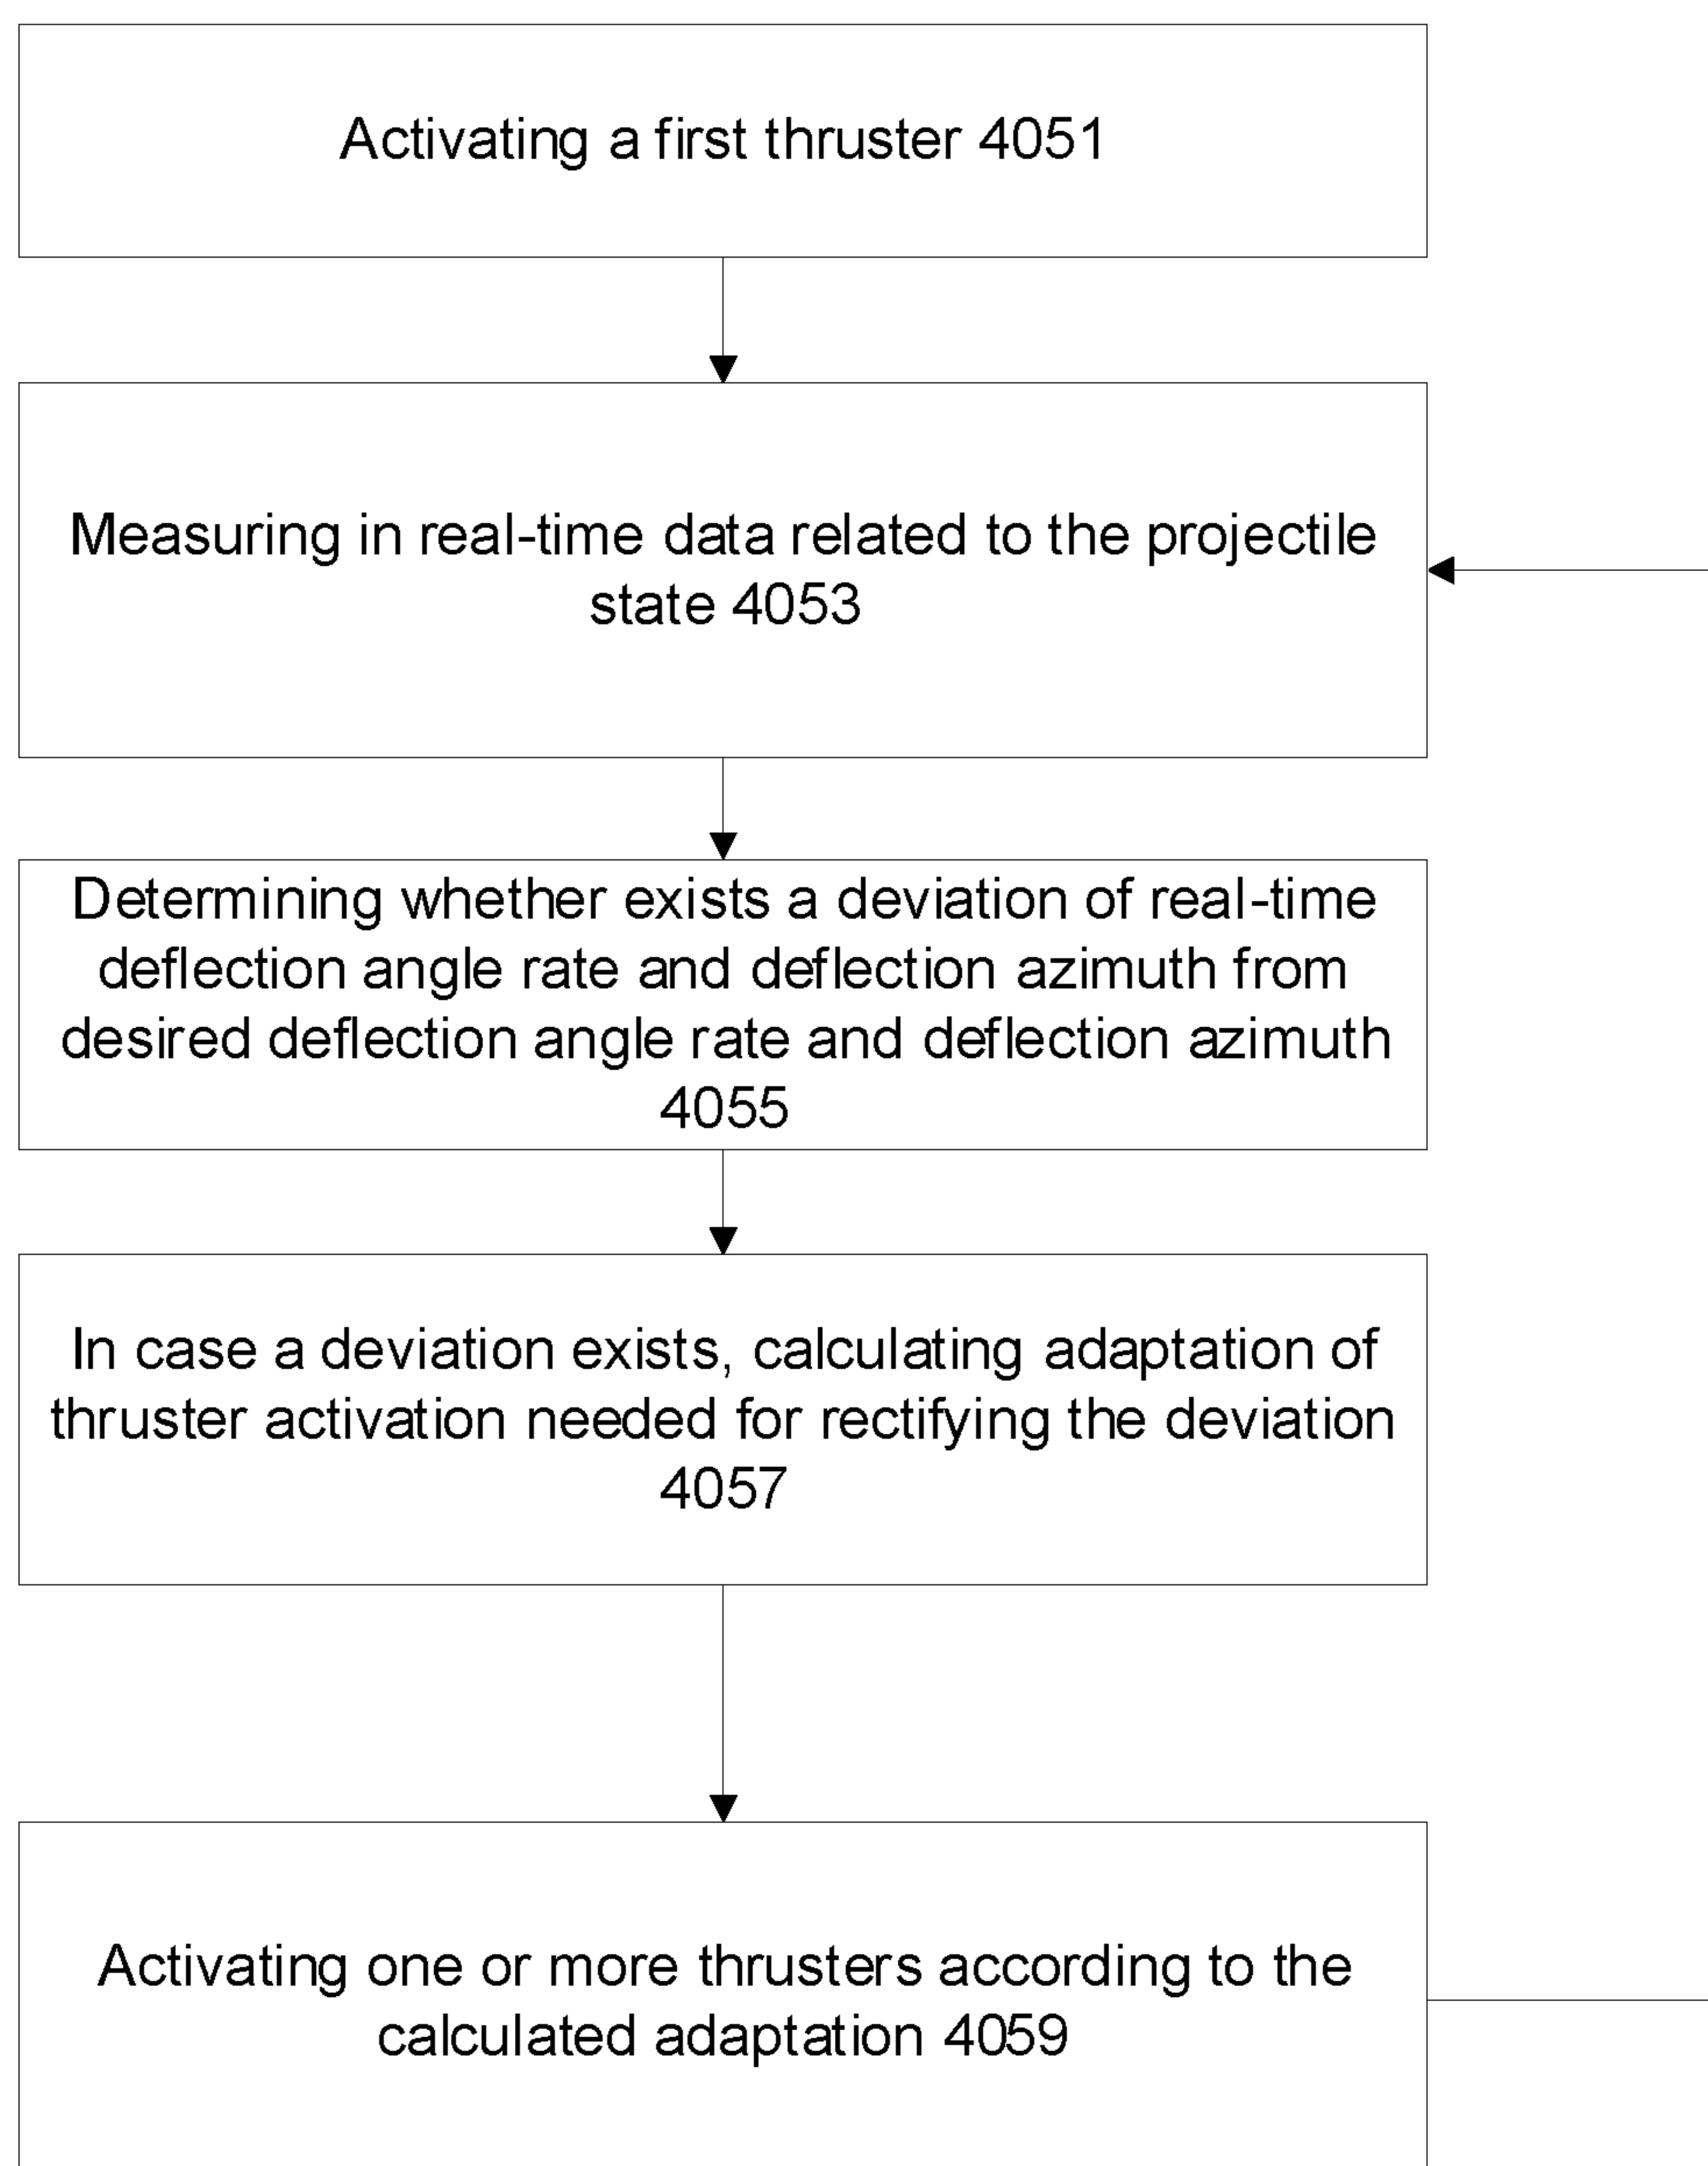 Activating a first thruster 4051
Measuring in real-time data related to the projectile
state 4053
Determining whether exists a deviation of real-time
deflection angle rate and deflection azimuth from
desired deflection angle rate and deflection azimuth
4055
In case a deviation exists, calculating adaptation of
thruster activation needed for rectifying the deviation
4057
Activating one or more thrusters according to the
calculated adaptation 4059